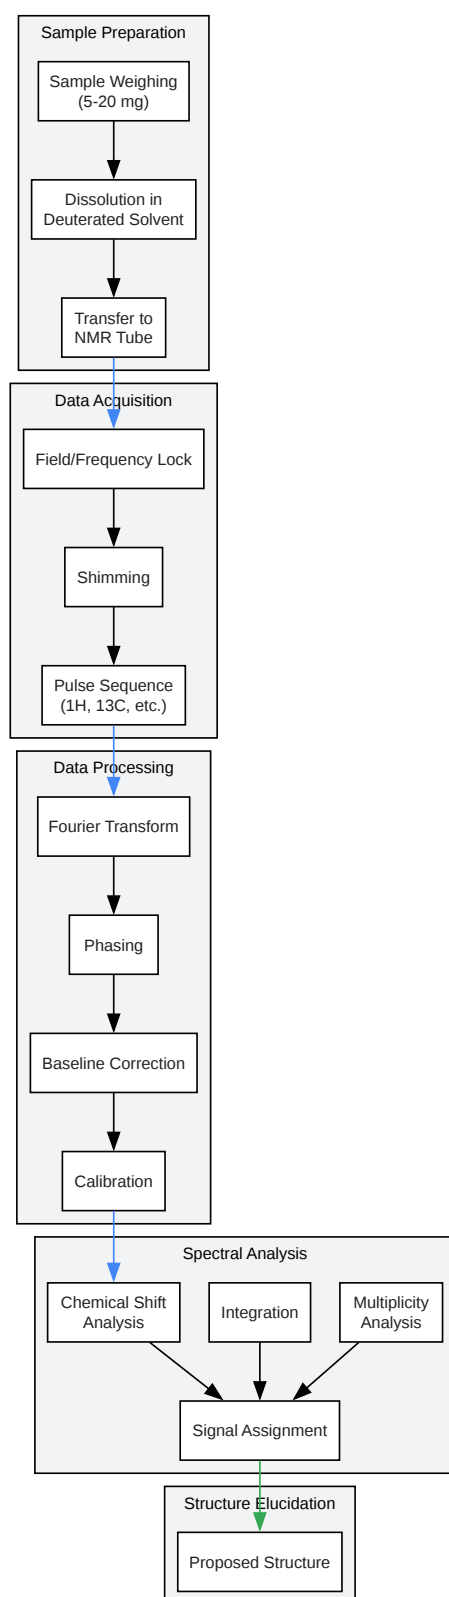 Sample Preparation
Sample Weighing
(5-20 mg)
Dissolution in
Deuterated Solvent
Transfer to
NMR Tube
Data Acquisition
Field/Frequency Lock
Shimming
Pulse Sequence
(1H, 13C, etc.)
Data Processing
Fourier Transform
Phasing
Baseline Correction
Calibration
Spectral Analysis
Chemical Shift
Analysis
Integration
Multiplicity
Analysis
Signal Assignment
Structure Elucidation
Proposed Structure